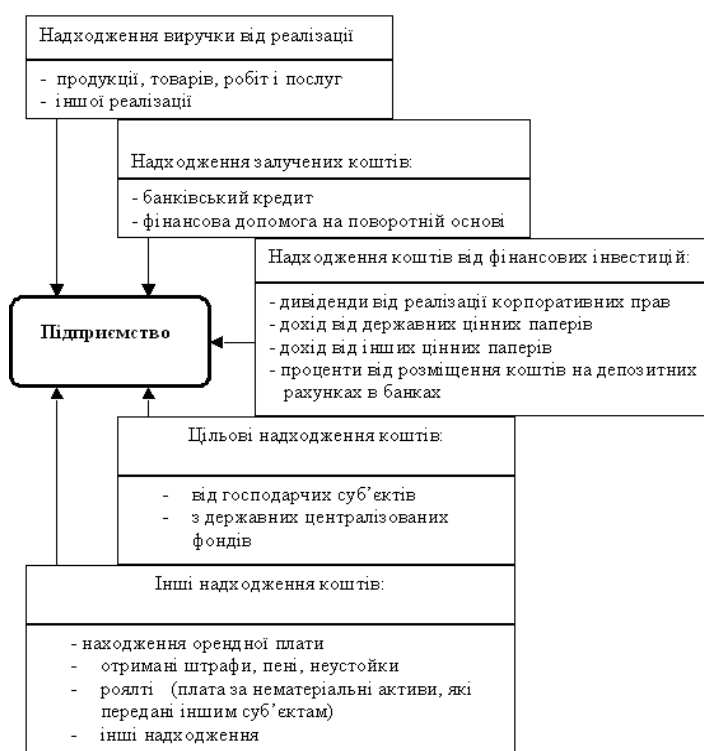 Надходження виручки від реалізації
- продукції, товарів, робіт і послуг
- іншої реалізації
Надходження залучених коштів:
- банківський кредит
- фінансова допомога на поворотній основі
Надходження коштів від фінансових інвестицій:
- дивіденди від реалізації корпоративних прав
- дохід від державних цінних паперів
- дохід від інших цінних паперів
- проценти від розміщення коштів на депозитних
рахунках в банках
Підприємство
Цільові надходження коштів:
- від господарчих суб’єктів
- з державних централізованих
фондів
Інші надходження коштів:
- находження орендної плати
- отримані штрафи, пені, неустойки
- роялті (плата за нематеріальні активи, які
передані іншим суб’єктам)
- інші надходження